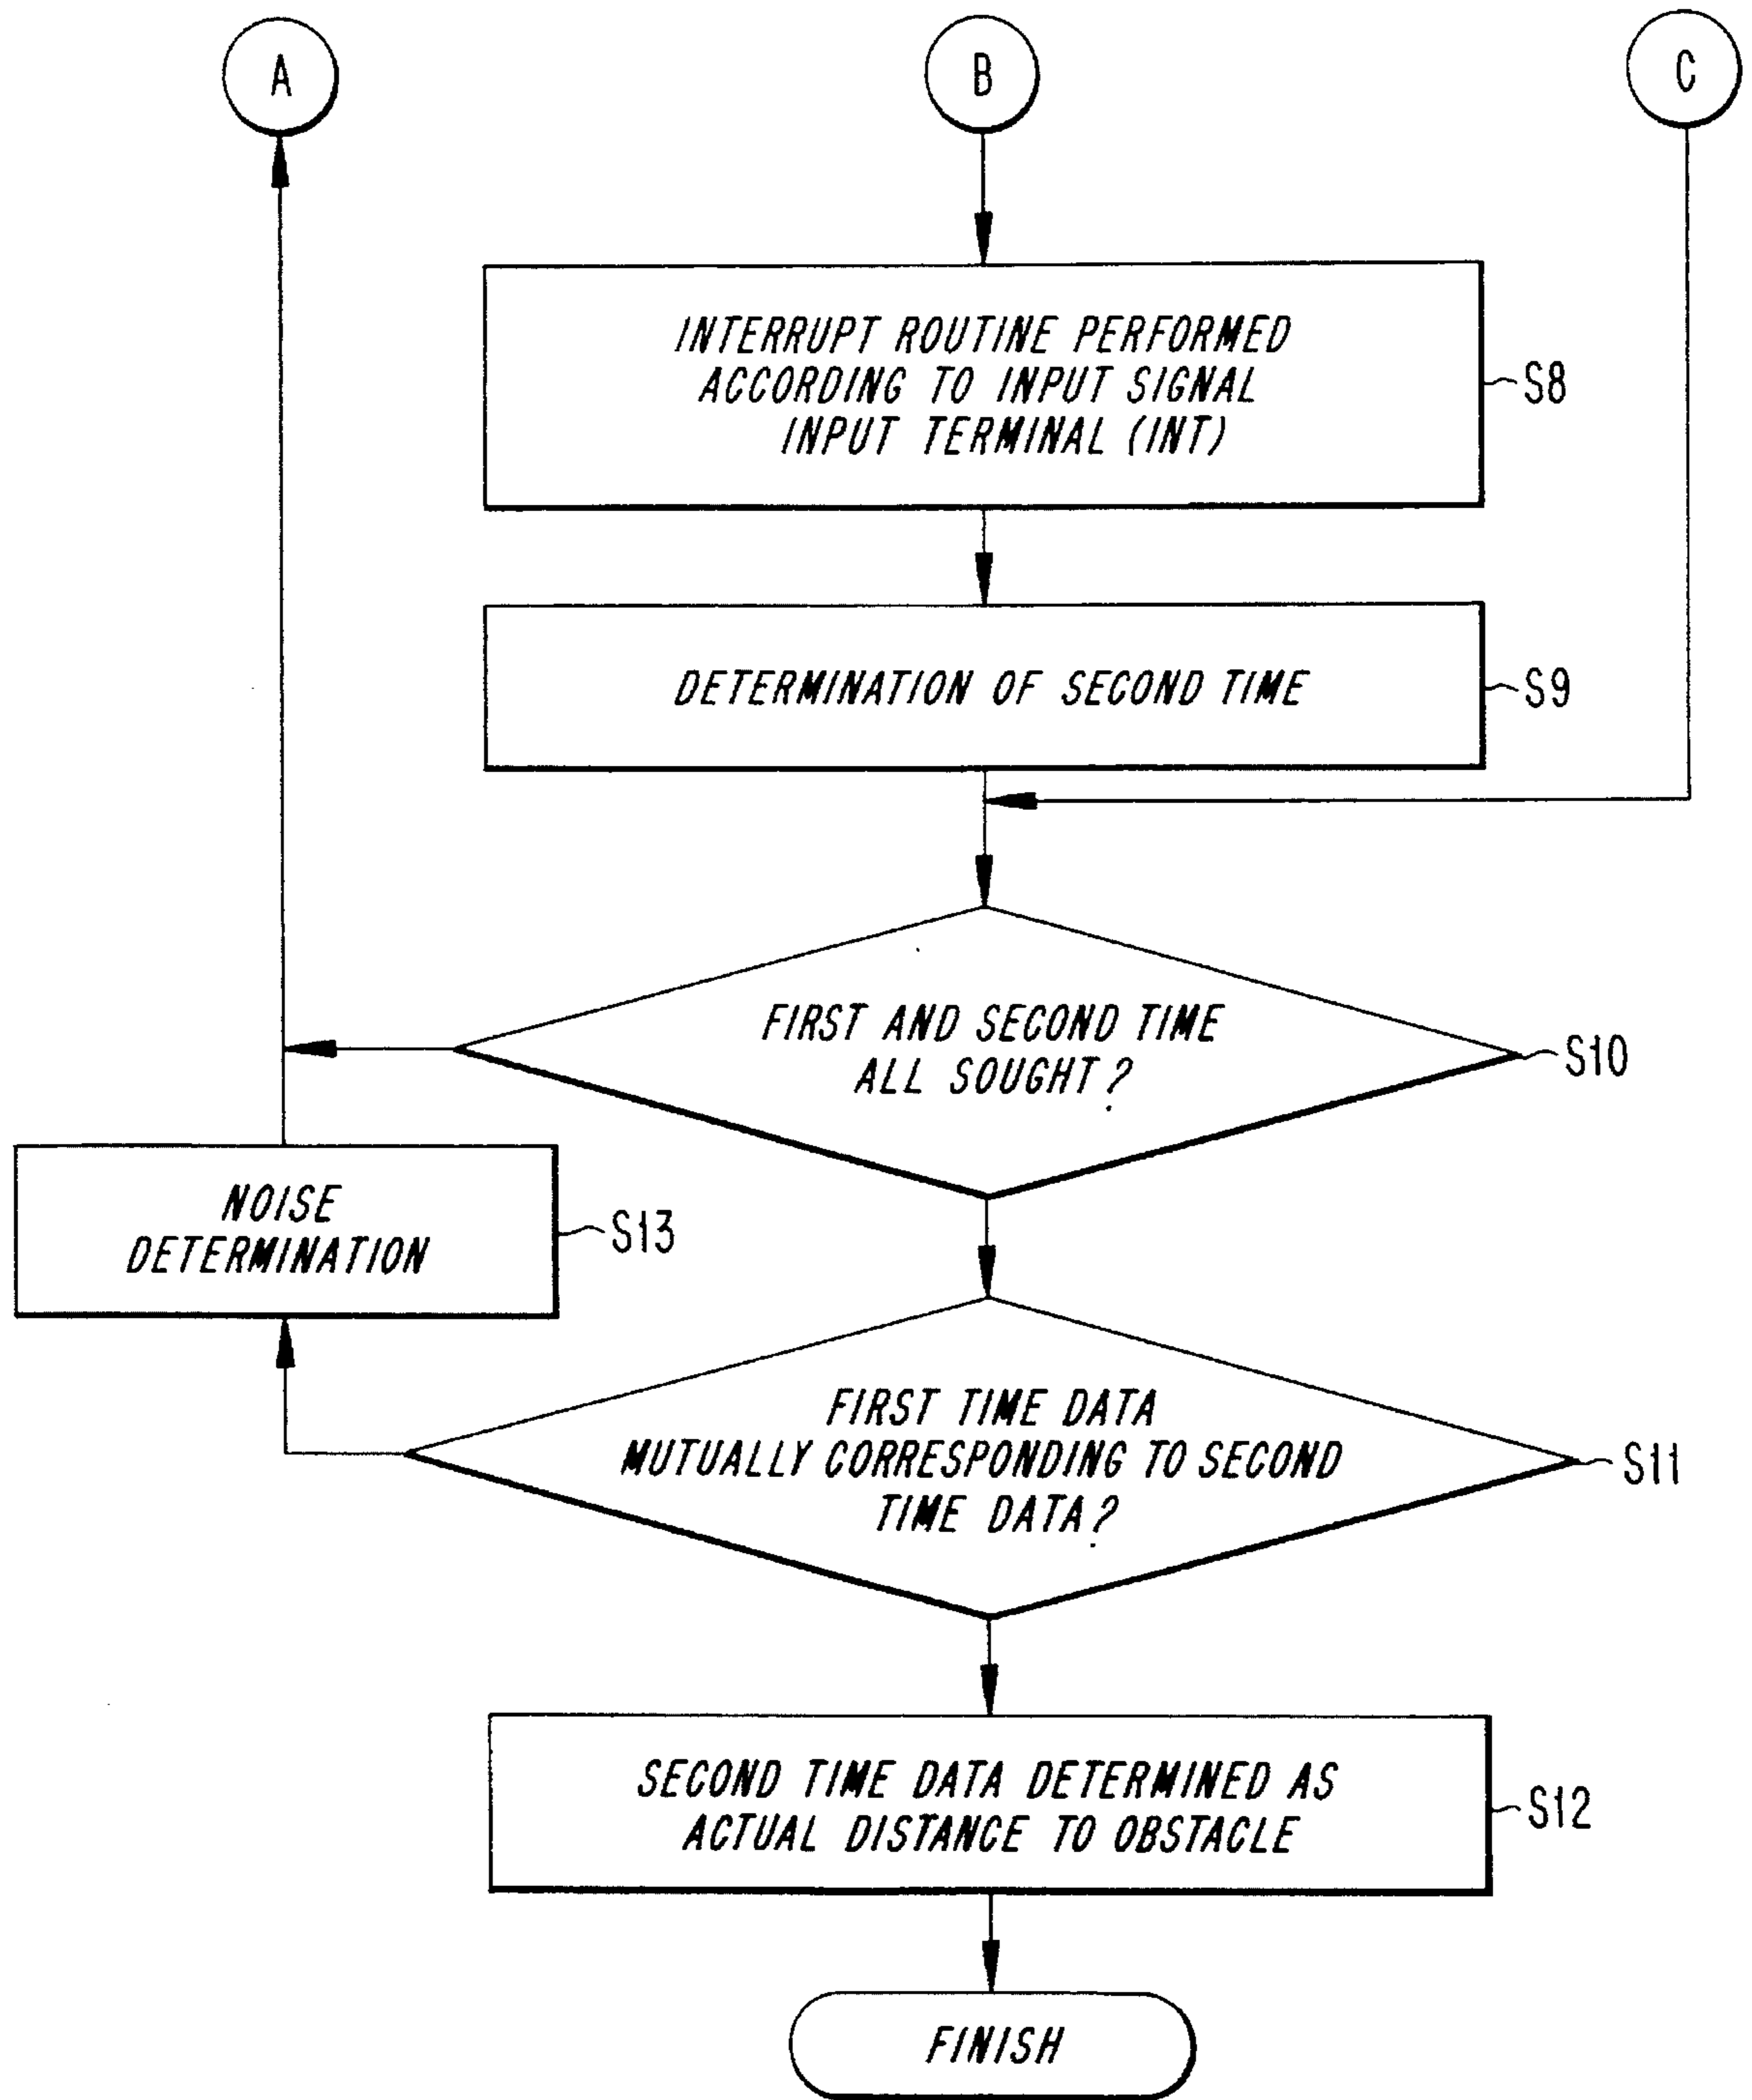 A
B
C
INTERRUPT ROUTINE PERFORMED
ACCORDING TO INPUT SIGNAL
INPUT TERMINAL (INT)
S8
DETERMINATION OF SECOND TIME
S9
FIRST AND SECOND TIME
ALL SOUGHT?
S10
NOISE
DETERMINATION
S13
FIRST TIME DATA
MUTUALLY CORRESPONDING TO SECOND
TIME DATA?
S11
SECOND TIME DATA DETERMINED AS
ACTUAL DISTANCE TO OBSTACLE
S12
FINISH